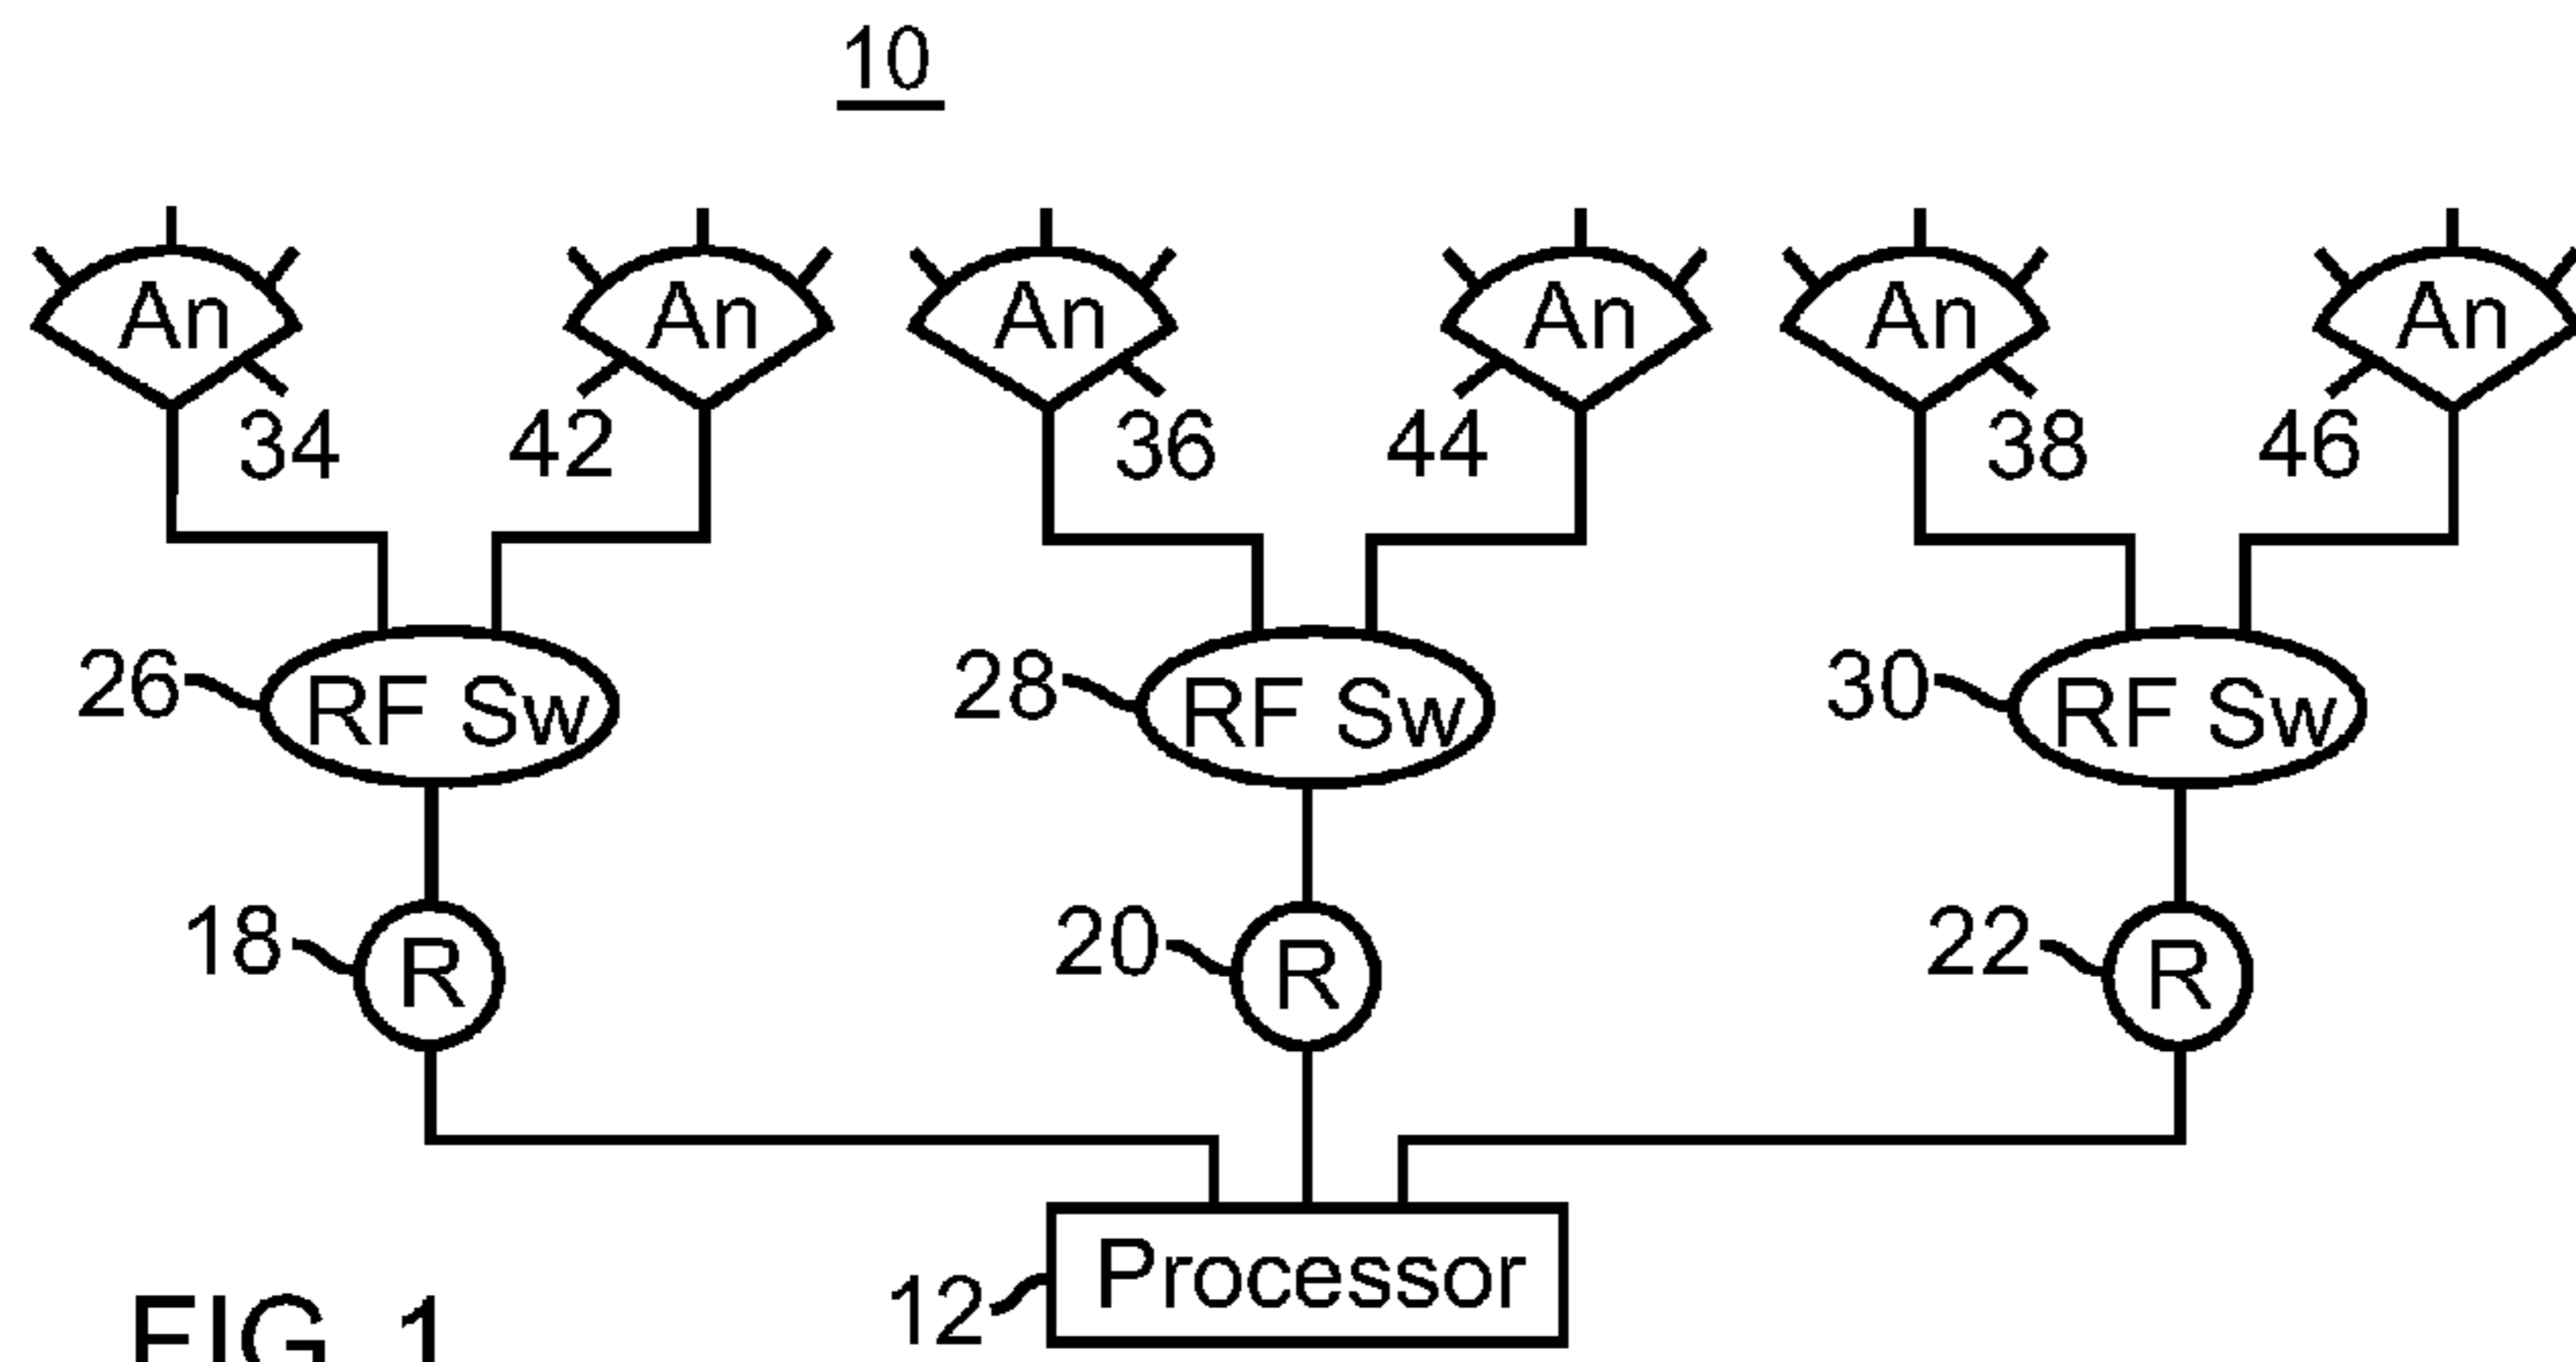 10
An An An An An An
34 42 36 44 38 46
26 RF Sw 28 RF Sw 30 RF Sw
18 R 20 R 22 R
12 Processor
FIG. 1